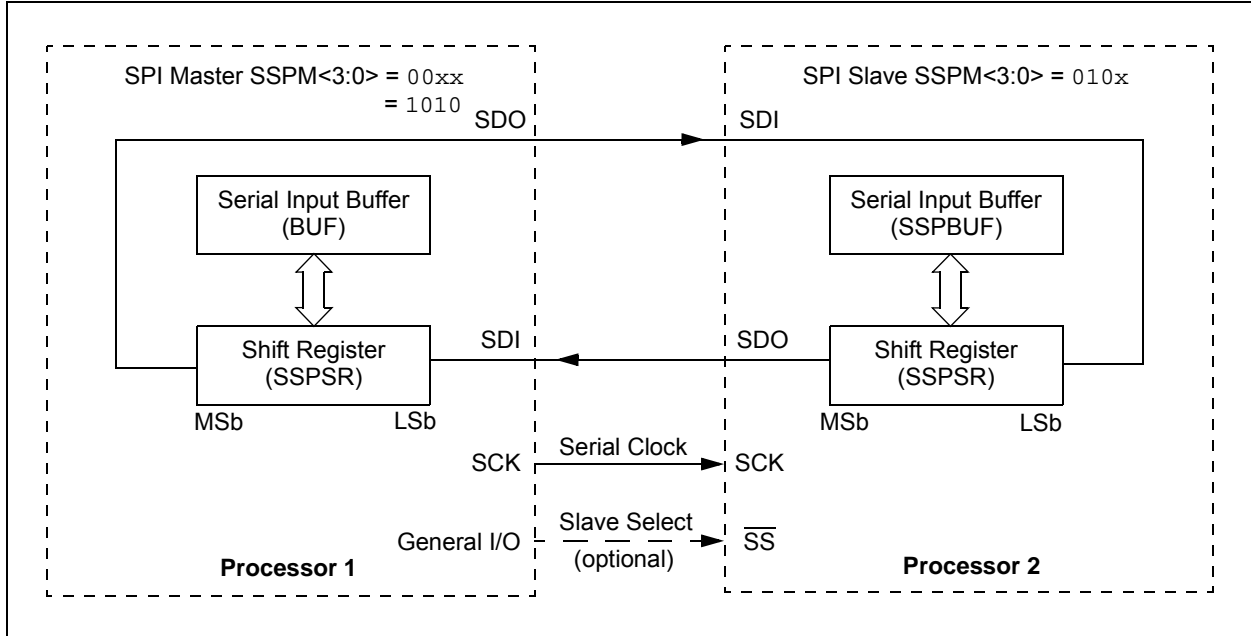 SPI Master SSPM<3:0> = 00xx
= 1010
SPI Slave SSPM<3:0> = 010x
SDO
SDI
Serial Input Buffer
(BUF)
Serial Input Buffer
(SSPBUF)
SDI
SDO
Shift Register
(SSPSR)
Shift Register
(SSPSR)
MSb
LSb
MSb
LSb
SCK
Serial Clock
SCK
General I/O
Slave Select
(optional)
S̅S̅
Processor 1
Processor 2